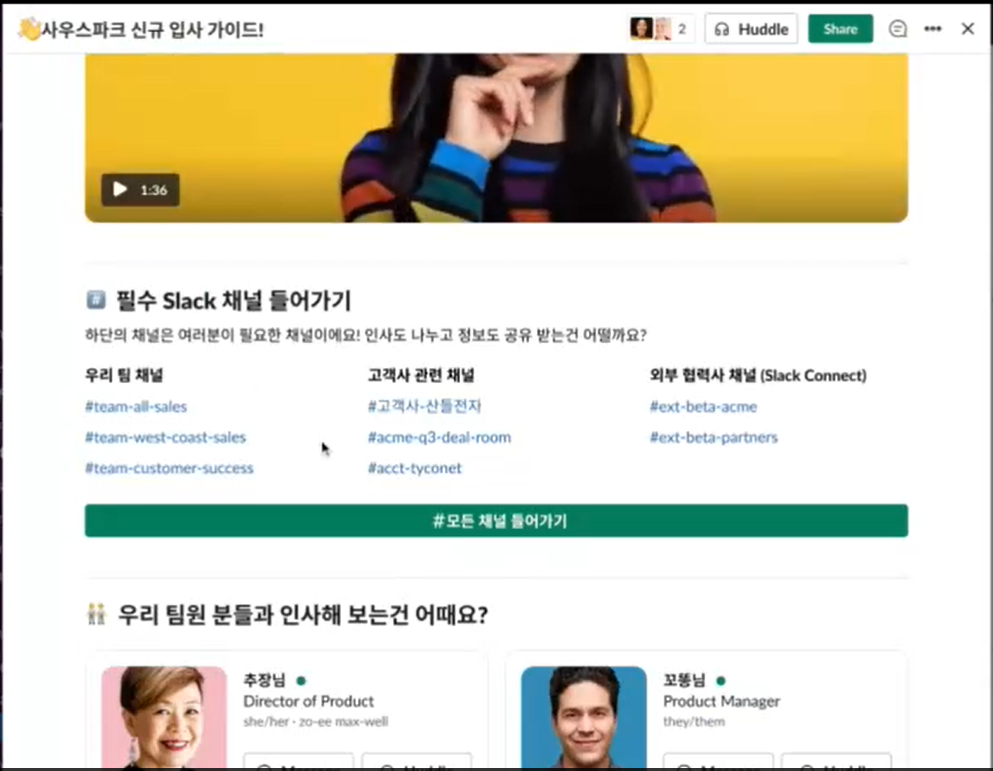 👋사우스파크 신규 입사 가이드!
2
Huddle
Share
1:36
#️⃣ 필수 Slack 채널 들어가기
하단의 채널은 여러분이 필요한 채널이에요! 인사도 나누고 정보도 공유 받는건 어떨까요?
우리 팀 채널
고객사 관련 채널
외부 협력사 채널 (Slack Connect)
#team-all-sales
#고객사-산들전자
#ext-beta-acme
#team-west-coast-sales
#acme-q3-deal-room
#ext-beta-partners
#team-customer-success
#acct-tyconet
#모든 채널 들어가기
우리 팀원 분들과 인사해 보는건 어때요?
추장님
Director of Product
she/her · zo-ee max-well
꼬똥님
Product Manager
they/them